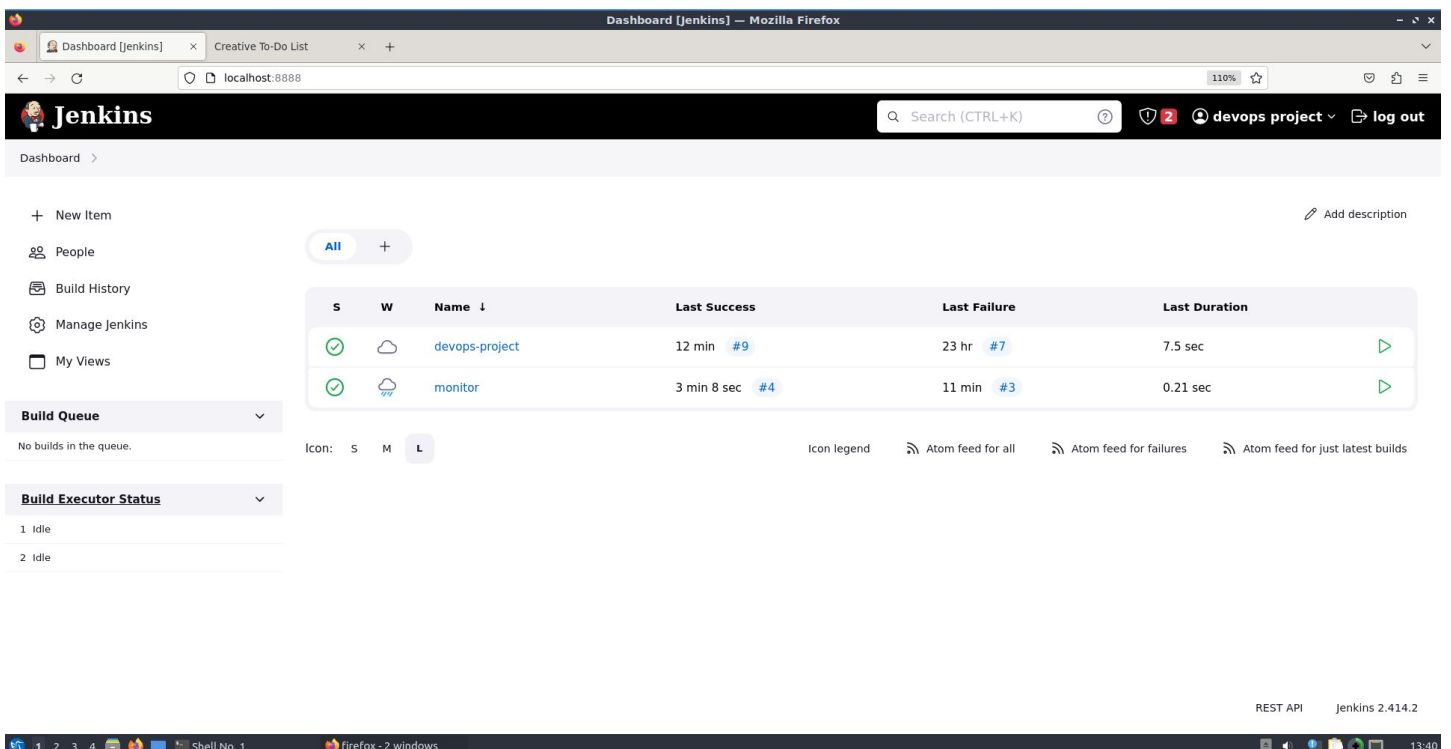 Dashboard [Jenkins] — Mozilla Firefox
Dashboard [Jenkins] × Creative To-Do List × +
localhost:8888 110%
Jenkins Search (CTRL+K) ? 2 devops project log out
Dashboard
New Item
Add description
People
All +
Build History
Manage Jenkins
My Views
S W Name ↓ Last Success Last Failure Last Duration
devops-project 12 min #9 23 hr #7 7.5 sec
monitor 3 min 8 sec #4 11 min #3 0.21 sec
Build Queue
No builds in the queue.
Icon: S M L Icon legend Atom feed for all Atom feed for failures Atom feed for just latest builds
Build Executor Status
1 Idle
2 Idle
REST API Jenkins 2.414.2
1 2 3 4 Shell No. 1 firefox - 2 windows 13:40